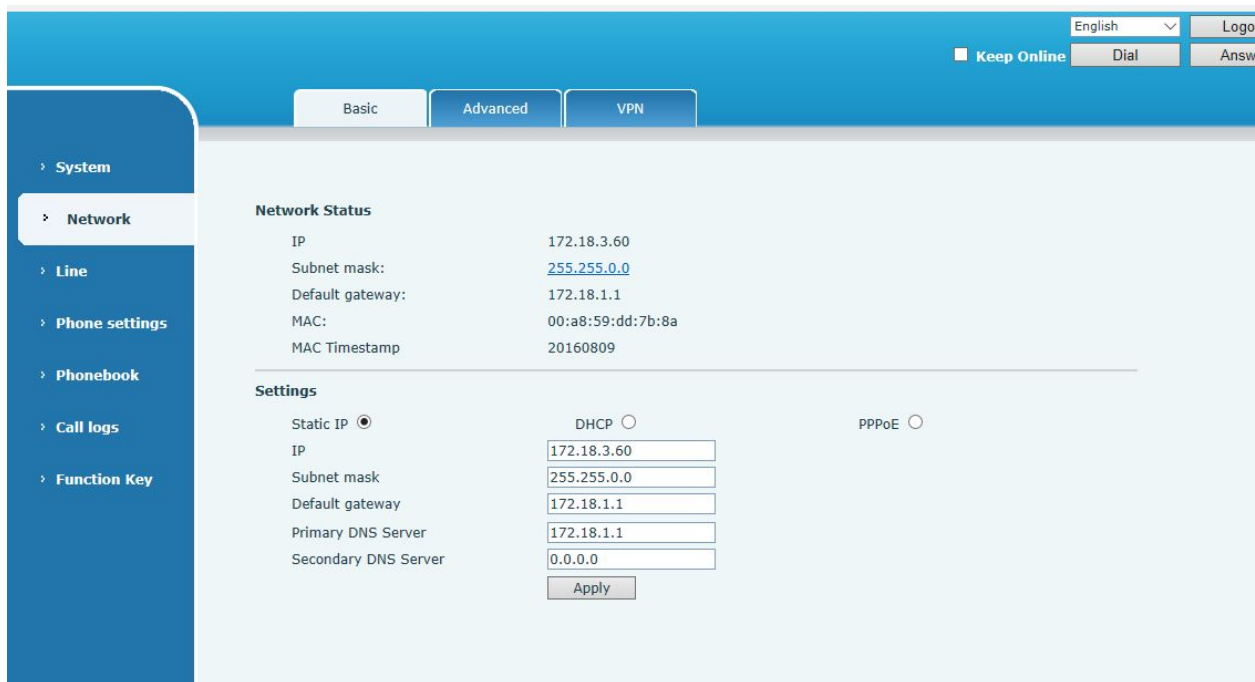 English
Logo
Keep Online
Dial
Answ
Basic
Advanced
VPN
System
Network
Line
Phone settings
Phonebook
Call logs
Function Key
Network Status
IP 172.18.3.60
Subnet mask: 255.255.0.0
Default gateway: 172.18.1.1
MAC: 00:a8:59:dd:7b:8a
MAC Timestamp 20160809
Settings
Static IP DHCP PPPoE
IP 172.18.3.60
Subnet mask 255.255.0.0
Default gateway 172.18.1.1
Primary DNS Server 172.18.1.1
Secondary DNS Server 0.0.0.0
Apply